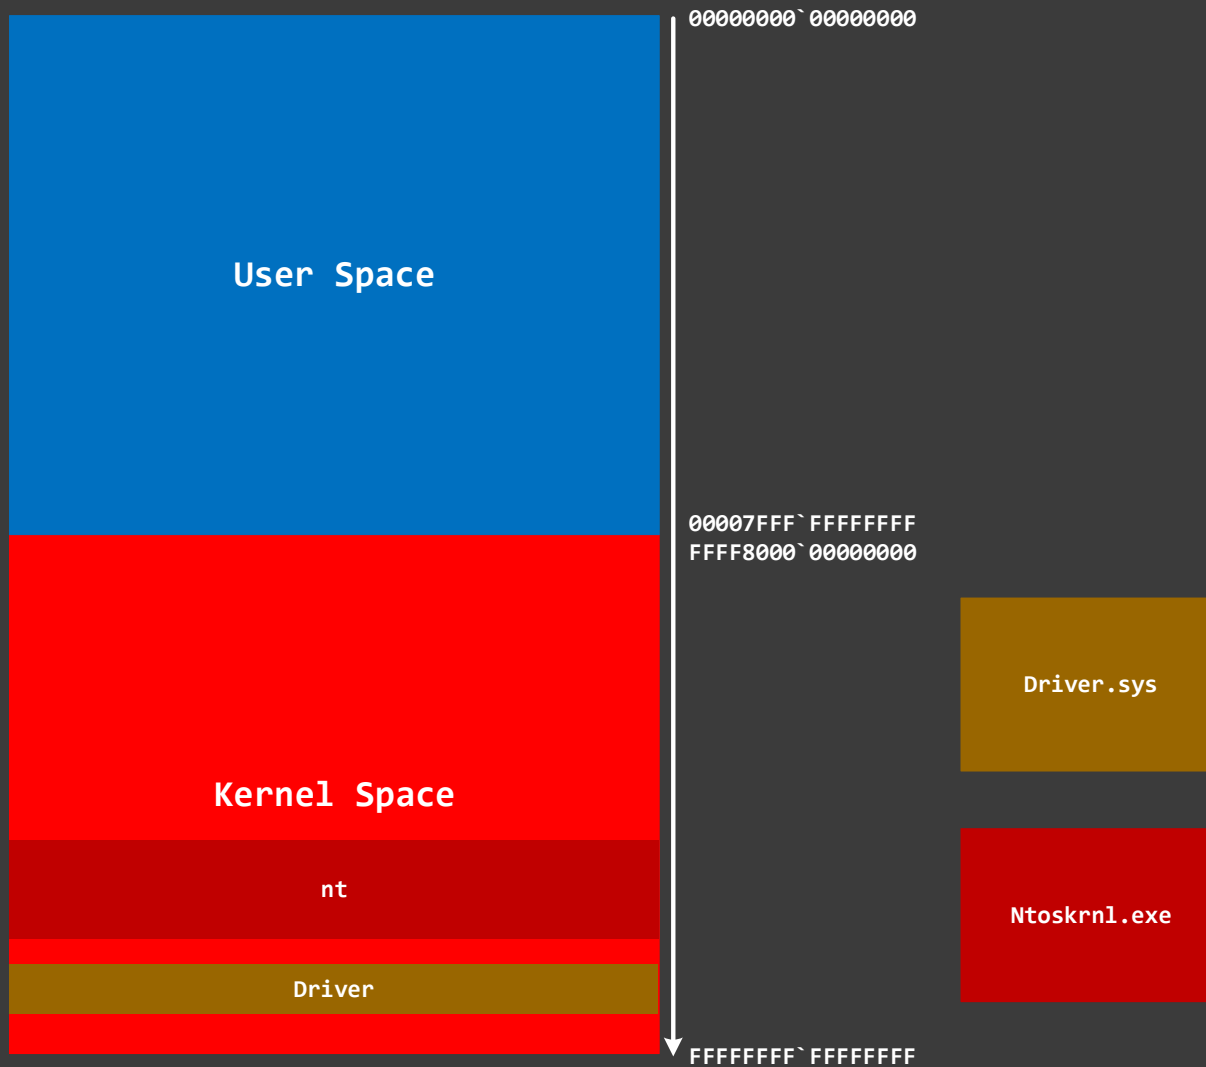 00000000`00000000
User Space
00007FFF`FFFFFFFF
FFFF8000`00000000
Driver.sys
Kernel Space
nt
Ntoskrnl.exe
Driver
FFFFFFFF`FFFFFFFF